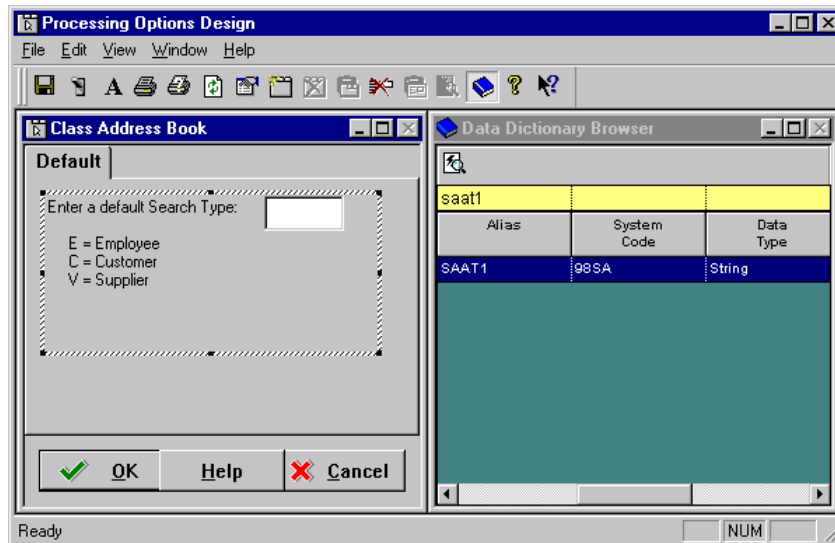 Processing Options Design
File Edit View Window Help
Class Address Book
Default
Enter a default Search Type:
E = Employee
C = Customer
V = Supplier
OK Help Cancel
Data Dictionary Browser
saat1
Alias System Code Data Type
SAAT1 98SA String
Ready NUM